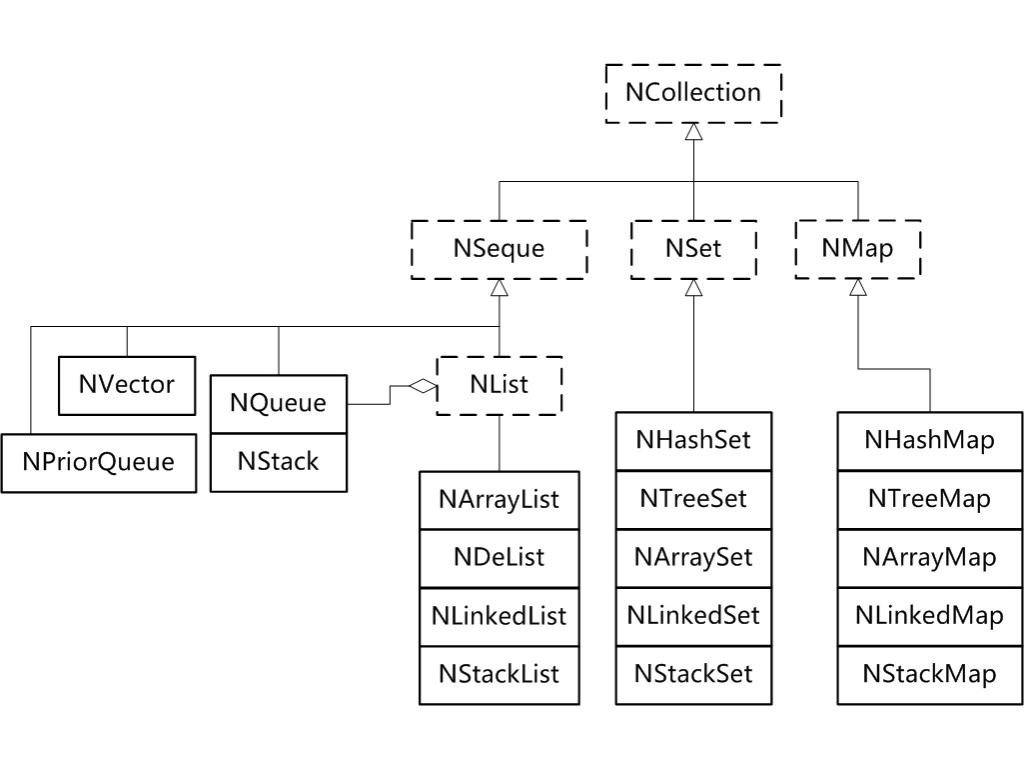 NCollection
NSeque
NSet
NMap
NVector
NQueue
NList
NPriorQueue
NStack
NHashSet
NHashMap
NArrayList
NTreeSet
NTreeMap
NDeList
NArraySet
NArrayMap
NLinkedList
NLinkedSet
NLinkedMap
NStackList
NStackSet
NStackMap